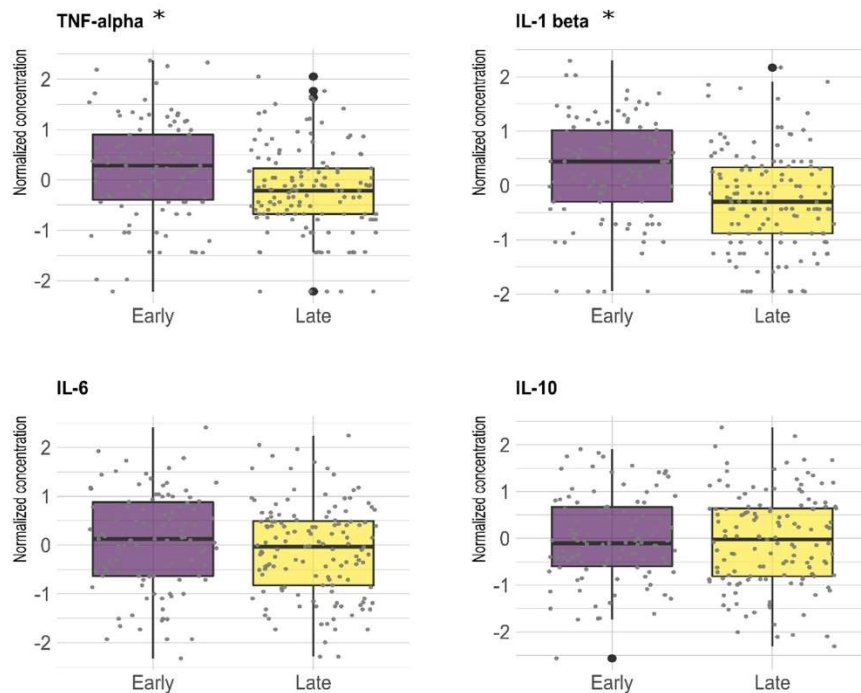 TNF-alpha *
Normalized concentration
2
1
0
-1
-2
Early Late
IL-1 beta *
Normalized concentration
2
1
0
-1
-2
Early Late
IL-6
Normalized concentration
2
1
0
-1
-2
Early Late
IL-10
Normalized concentration
2
1
0
-1
-2
Early Late